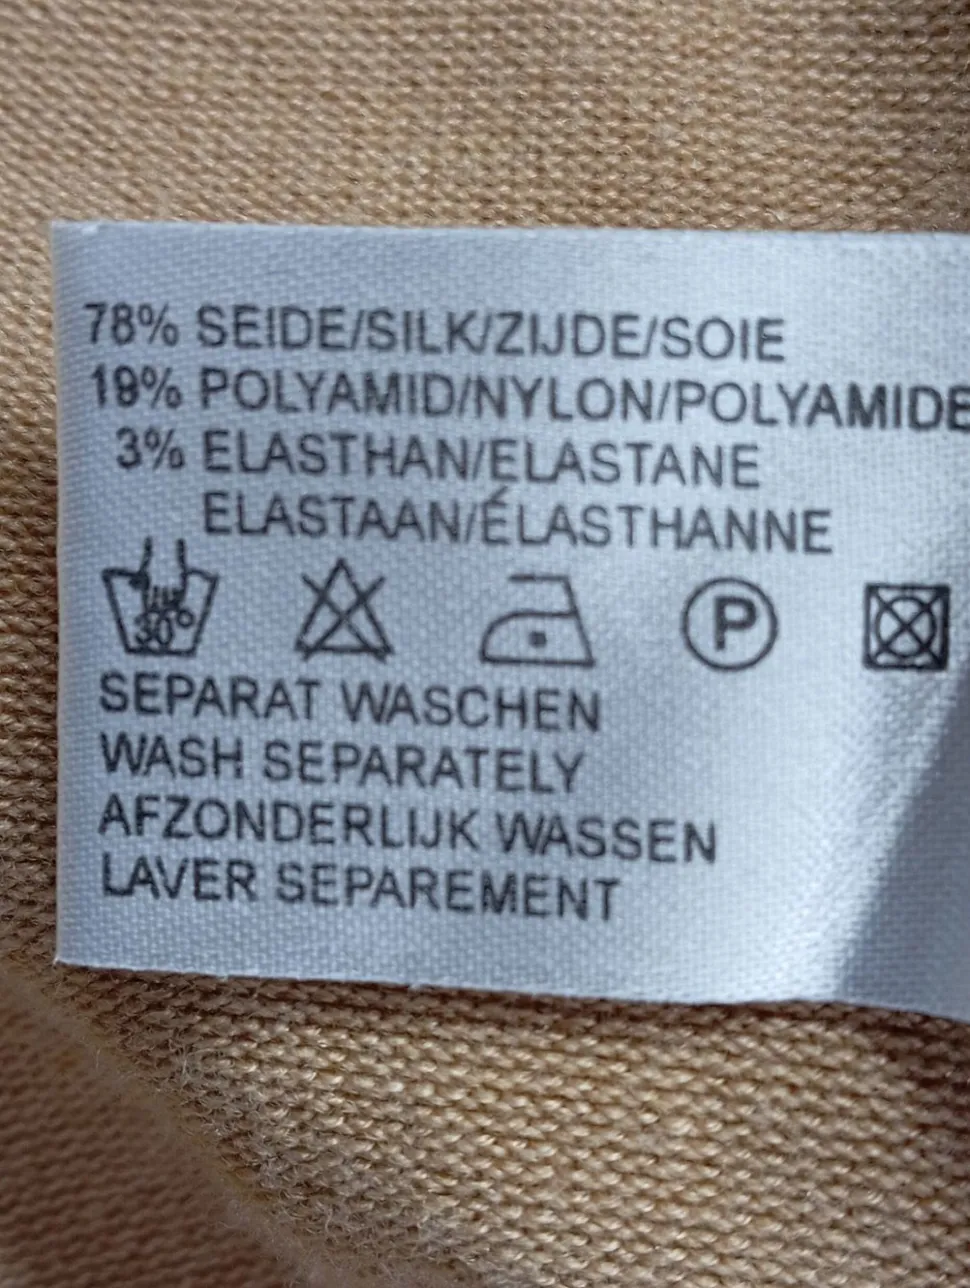 78% SEIDE/SILK/ZIJDE/SOIE
19% POLYAMID/NYLON/POLYAMIDE
3% ELASTHAN/ELASTANE
ELASTAAN/ÉLASTHANNE
30° P
SEPARAT WASCHEN
WASH SEPARATELY
AFZONDERLIJK WASSEN
LAVER SEPAREMENT